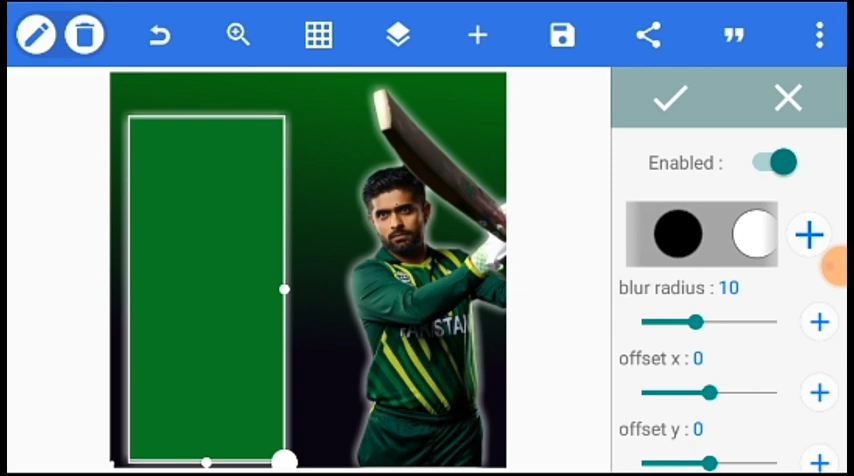 Enabled :
blur radius : 10
offset x : 0
PAKISTAN
offset y : 0